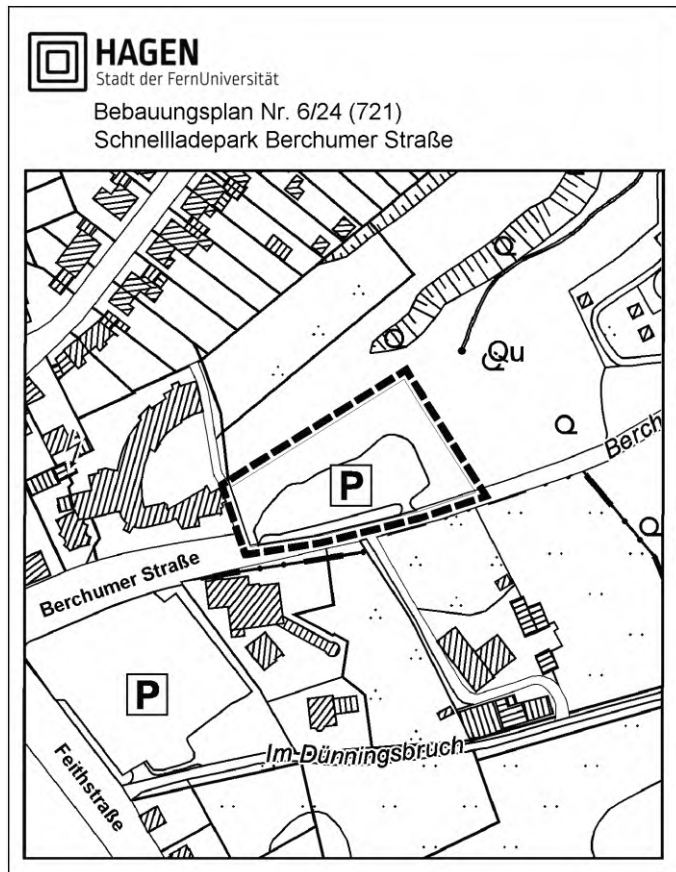 HAGEN
Stadt der FernUniversität
Bebauungsplan Nr. 6/24 (721)
Schnellladepark Berchumer Straße
Qu
Berch
P
Berchumer Straße
P
Im Dünningsbruch
Feithstraße